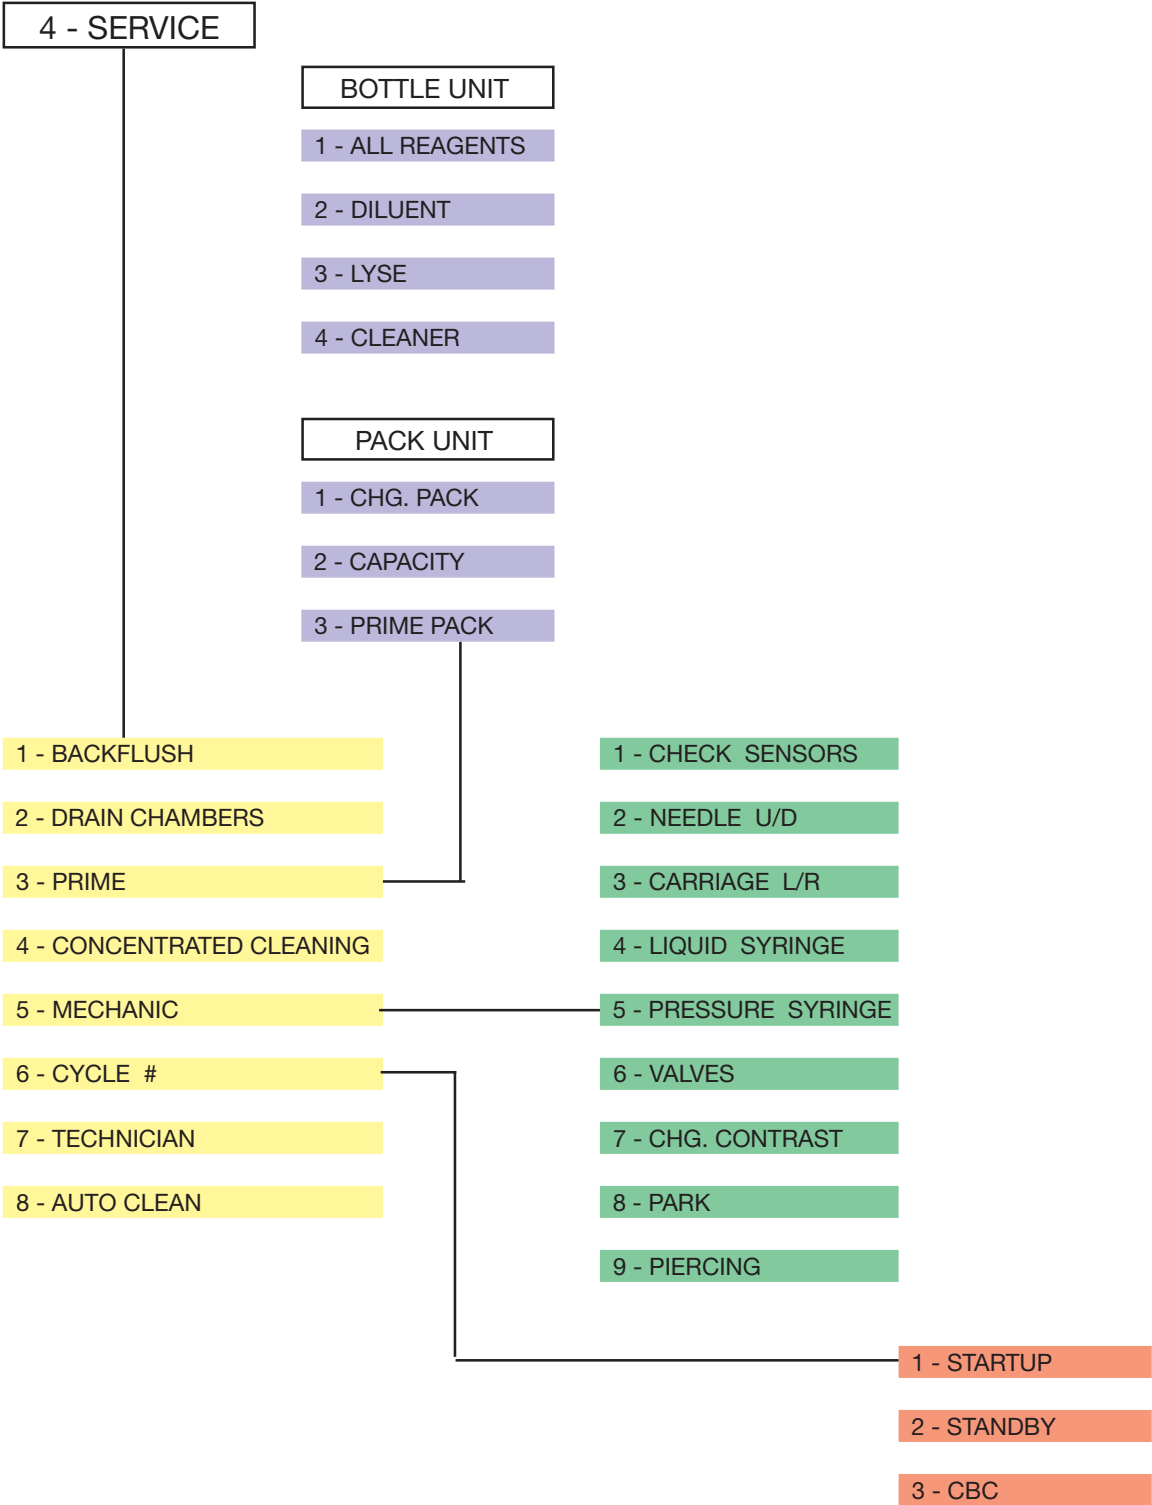 4 - SERVICE
BOTTLE UNIT
1 - ALL REAGENTS
2 - DILUENT
3 - LYSE
4 - CLEANER
PACK UNIT
1 - CHG. PACK
2 - CAPACITY
3 - PRIME PACK
1 - BACKFLUSH
2 - DRAIN CHAMBERS
3 - PRIME
4 - CONCENTRATED CLEANING
5 - MECHANIC
6 - CYCLE #
7 - TECHNICIAN
8 - AUTO CLEAN
1 - CHECK SENSORS
2 - NEEDLE U/D
3 - CARRIAGE L/R
4 - LIQUID SYRINGE
5 - PRESSURE SYRINGE
6 - VALVES
7 - CHG. CONTRAST
8 - PARK
9 - PIERCING
1 - STARTUP
2 - STANDBY
3 - CBC